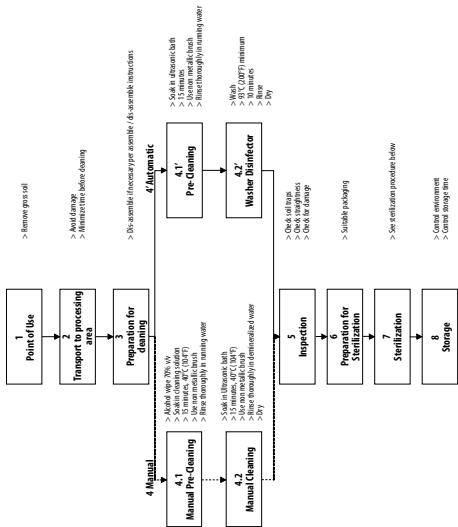 1
Point of Use
> Remove gross soil
2
Transport to processing
area
> Avoid damage
> Minimize time before cleaning
3
Preparation for
cleaning
> Dis-assemble if necessary per assemble / dis-assemble instructions
4 Manual
4' Automatic
4.1
Manual Pre-Cleaning
> Alcohol wipe 70% v/v
> Soak in cleaning solution
> 15 minutes, 40°C (104°F)
> Use non metallic brush
> Rinse thoroughly in running water
4.1'
Pre-Cleaning
> Soak in ultrasonic bath
> 15 minutes
> Use non metallic brush
> Rinse thoroughly in running water
4.2
Manual Cleaning
> Soak in Ultrasonic bath
> 15 minutes, 40°C (104°F)
> Use non metallic brush
> Rinse thoroughly in demineralized water
> Dry
4.2'
Washer Disinfector
> Wash
> 93°C (200°F) minimum
> 10 minutes
> Rinse
> Dry
5
Inspection
> Check soil traps
> Check straightness
> Check for damage
6
Preparation for
Sterilization
> Suitable packaging
7
Sterilization
> See sterilization procedure below
8
Storage
> Control environment
> Control storage time